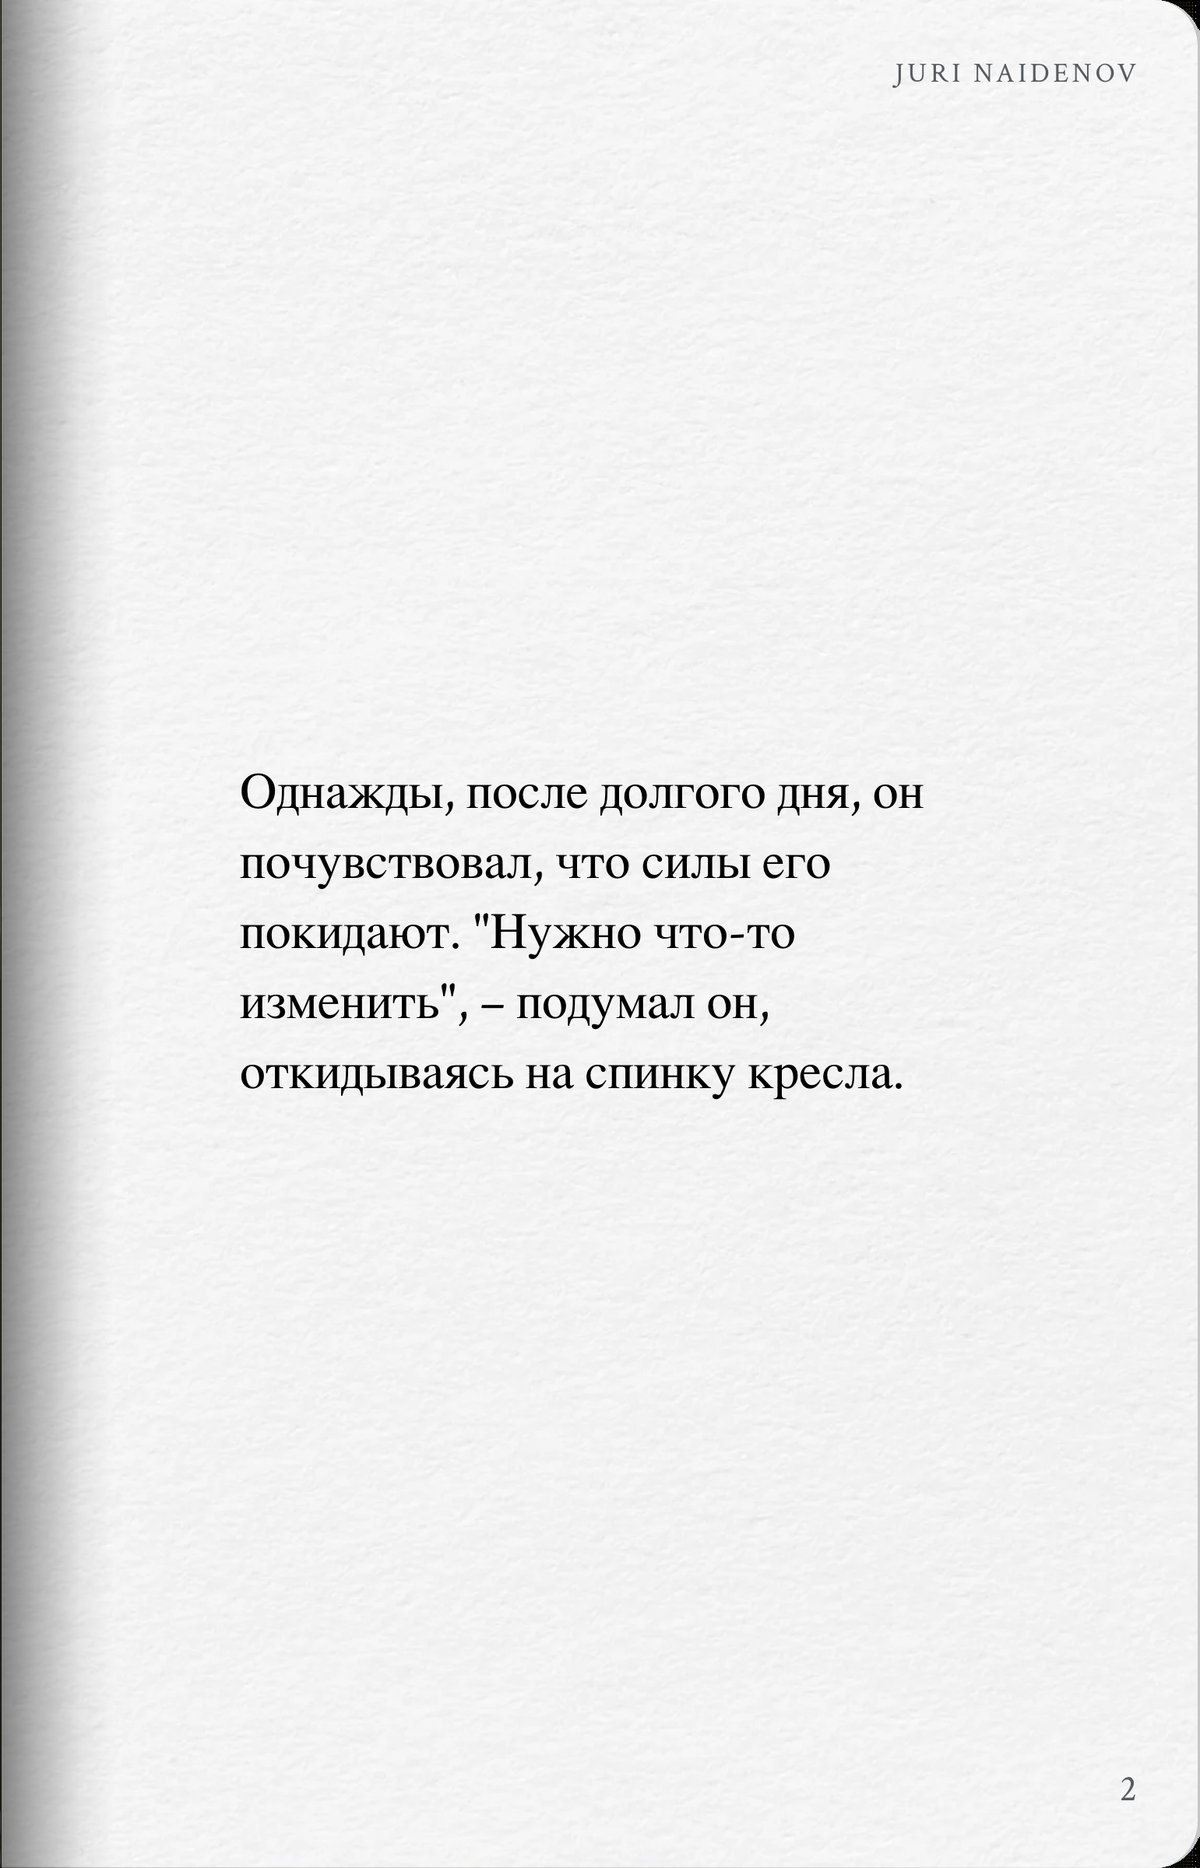 JURI NAIDENOV
Однажды, после долгого дня, он
почувствовал, что силы его
покидают. "Нужно что-то
изменить", – подумал он,
откидываясь на спинку кресла.
2